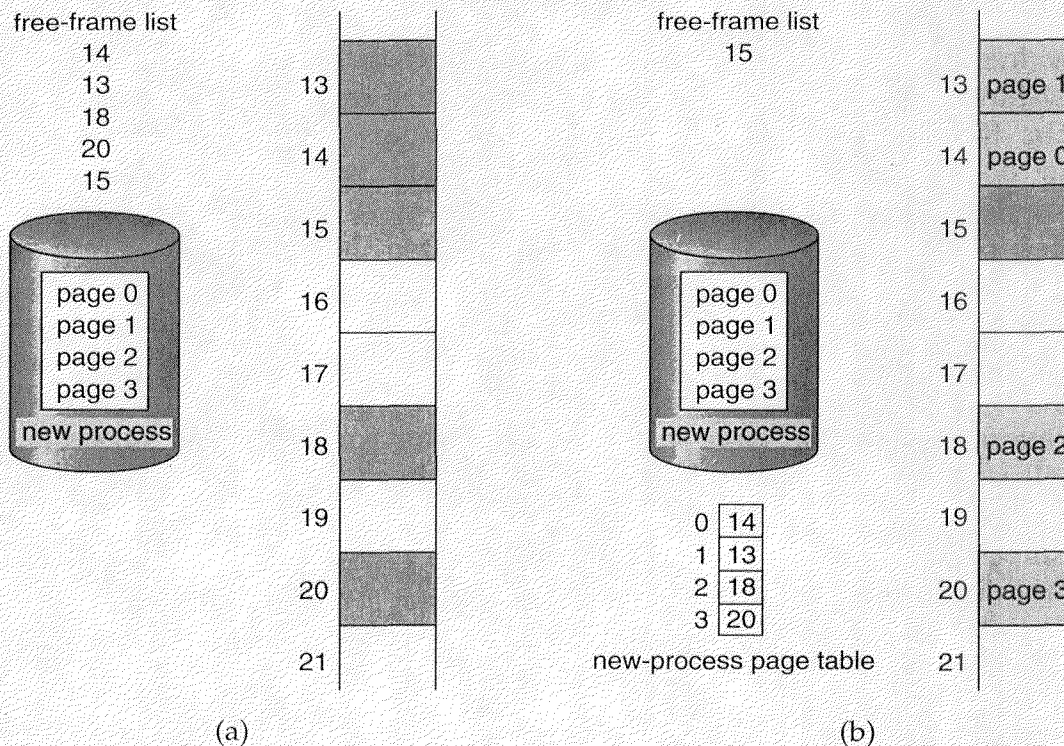 free-frame list
14
13
18
20
15
page 0
page 1
page 2
page 3
new process
13
14
15
16
17
18
19
20
21
(a)
free-frame list
15
page 0
page 1
page 2
page 3
new process
0 14
1 13
2 18
3 20
new-process page table
13 page 1
14 page 0
15
16
17
18 page 2
19
20 page 3
21
(b)